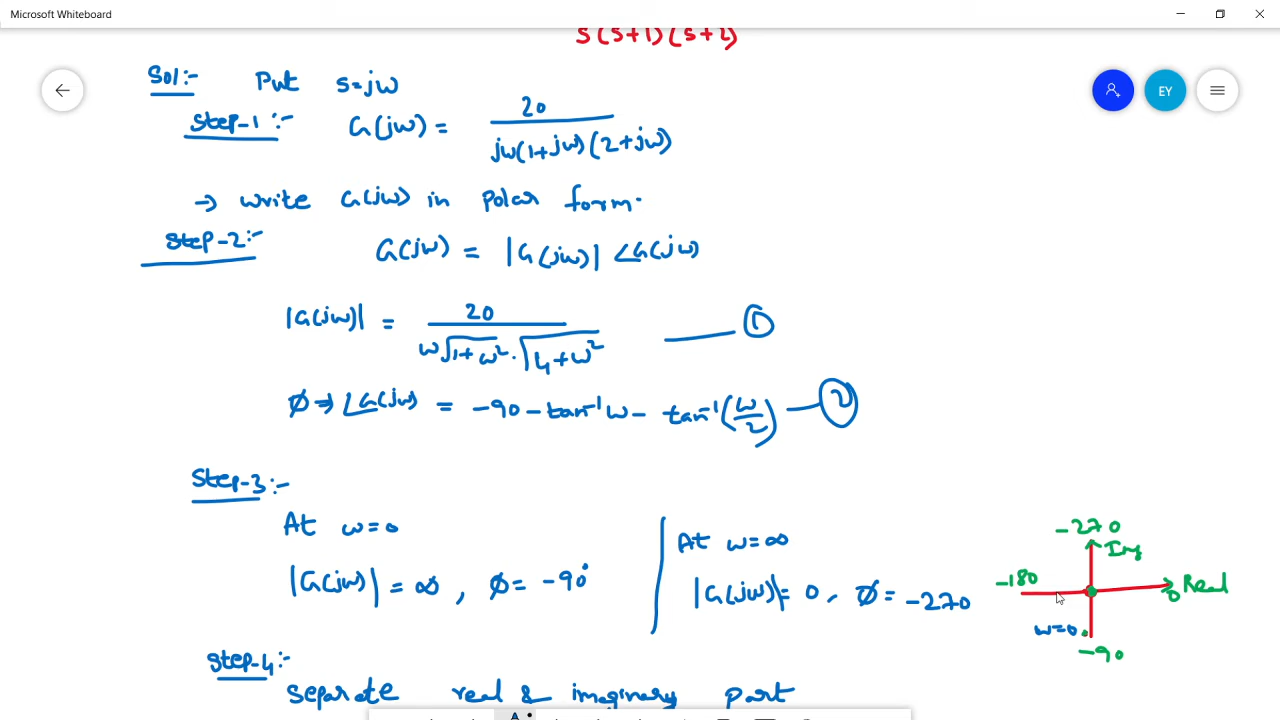 Microsoft Whiteboard
S(S+1)(S+2)
EY
Sol:- Put s=jω
Step-1:- G(jω) = 20 / jω(1+jω)(2+jω)
→ write G(jω) in polar form.
Step-2:- G(jω) = |G(jω)| ∠G(jω)
|G(jω)| = 20 / ω√1+ω² · √4+ω² —— ①
ϕ ⇒ ∠G(jω) = -90 - tan⁻¹ω - tan⁻¹(ω/2) — ②
Step-3:-
At ω=0
|G(jω)| = ∞, ϕ = -90°
At ω=∞
|G(jω)| = 0, ϕ = -270
-270
Img
-180
Real
ω=0
-90
Step-4:-
Separate real & imaginary part